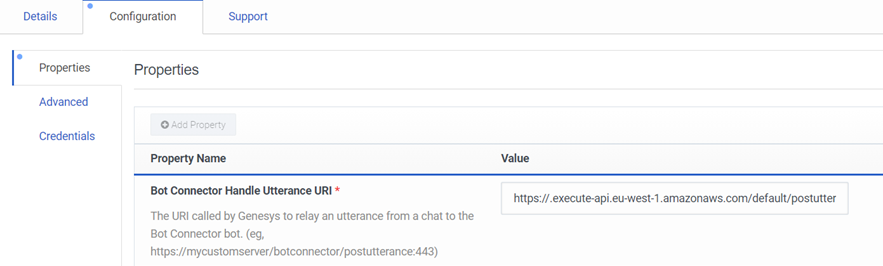 Details Configuration Support
Properties Properties
Advanced
Add Property
Credentials
Property Name Value
Bot Connector Handle Utterance URI * https://.execute-api.eu-west-1.amazonaws.com/default/postutter
The URI called by Genesys to relay an utterance from a chat to the
Bot Connector bot. (eg,
https://mycustomserver/botconnector/postutterance:443)